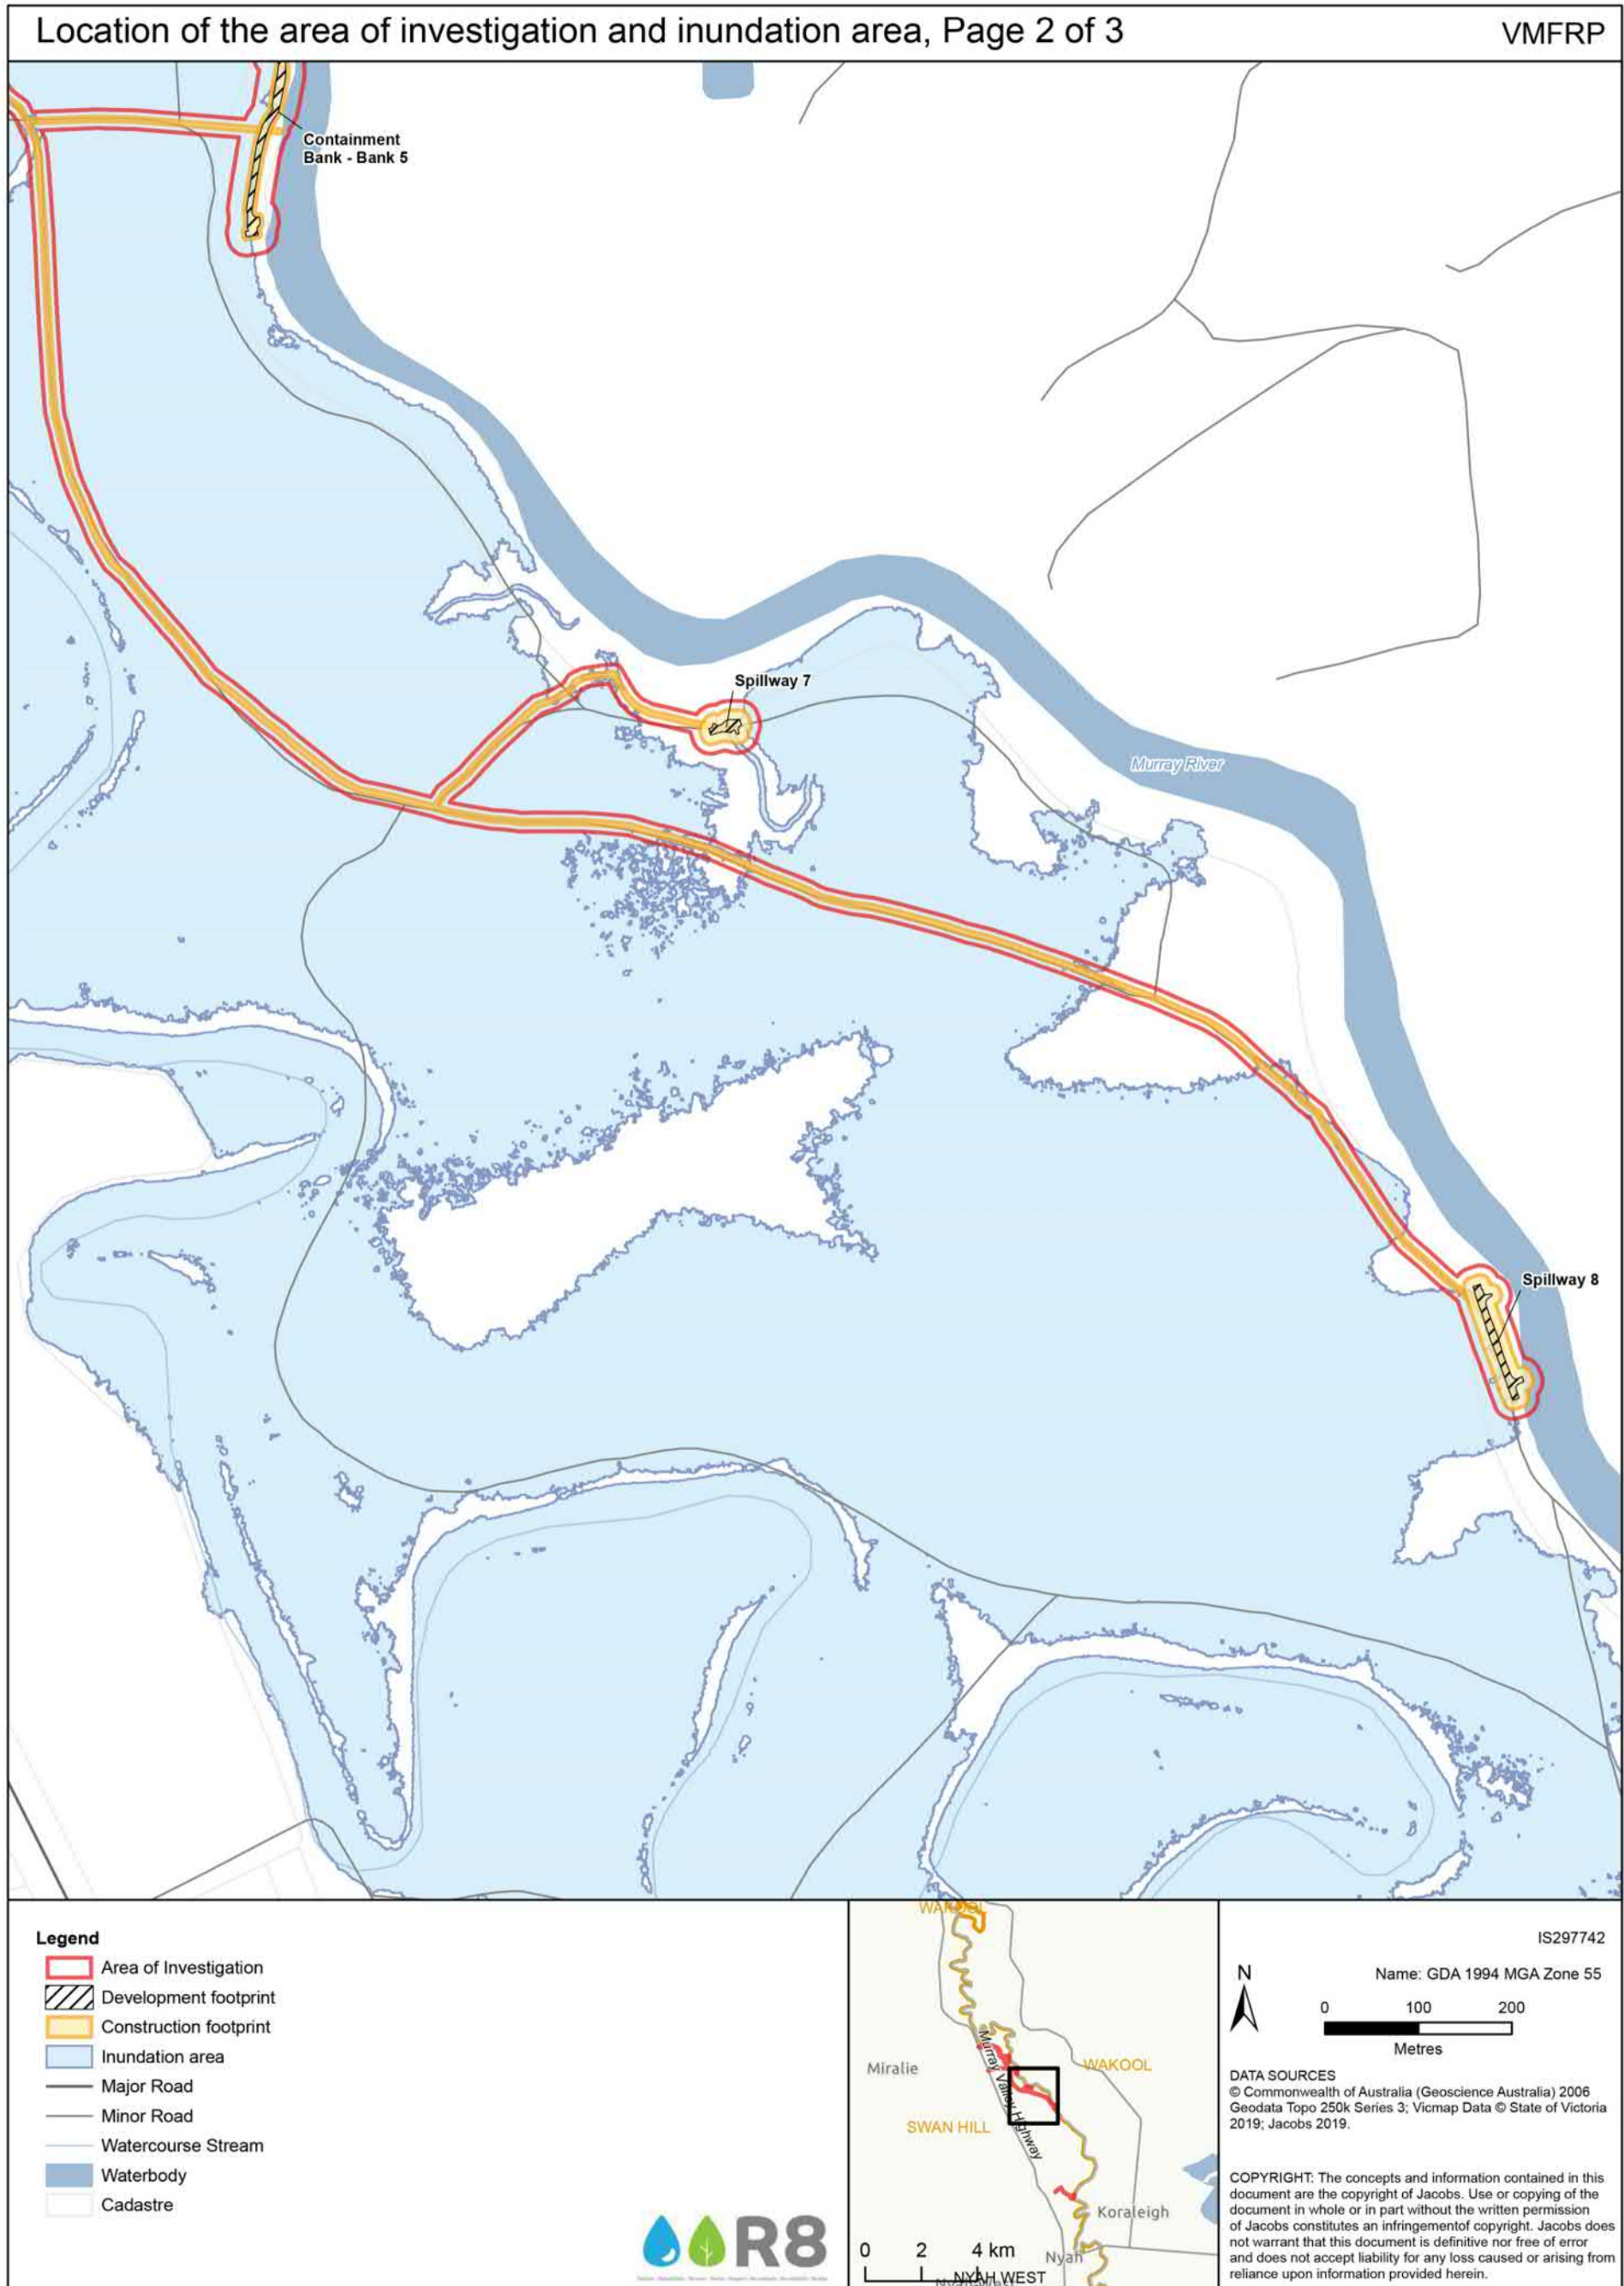 Location of the area of investigation and inundation area, Page 2 of 3
VMFRP
Containment
Bank - Bank 5
Spillway 7
Murray River
Spillway 8
Legend
Area of Investigation
Development footprint
Construction footprint
Inundation area
Major Road
Minor Road
Watercourse Stream
Waterbody
Cadastre
R8
WAKOOL
Miralie
Murray Valley Highway
WAKOOL
SWAN HILL
Koraleigh
Nyah
NYAH WEST
0 2 4 km
IS297742
N
Name: GDA 1994 MGA Zone 55
0 100 200
Metres
DATA SOURCES
© Commonwealth of Australia (Geoscience Australia) 2006
Geodata Topo 250k Series 3; Vicmap Data © State of Victoria
2019; Jacobs 2019.
COPYRIGHT: The concepts and information contained in this
document are the copyright of Jacobs. Use or copying of the
document in whole or in part without the written permission
of Jacobs constitutes an infringementof copyright. Jacobs does
not warrant that this document is definitive nor free of error
and does not accept liability for any loss caused or arising from
reliance upon information provided herein.